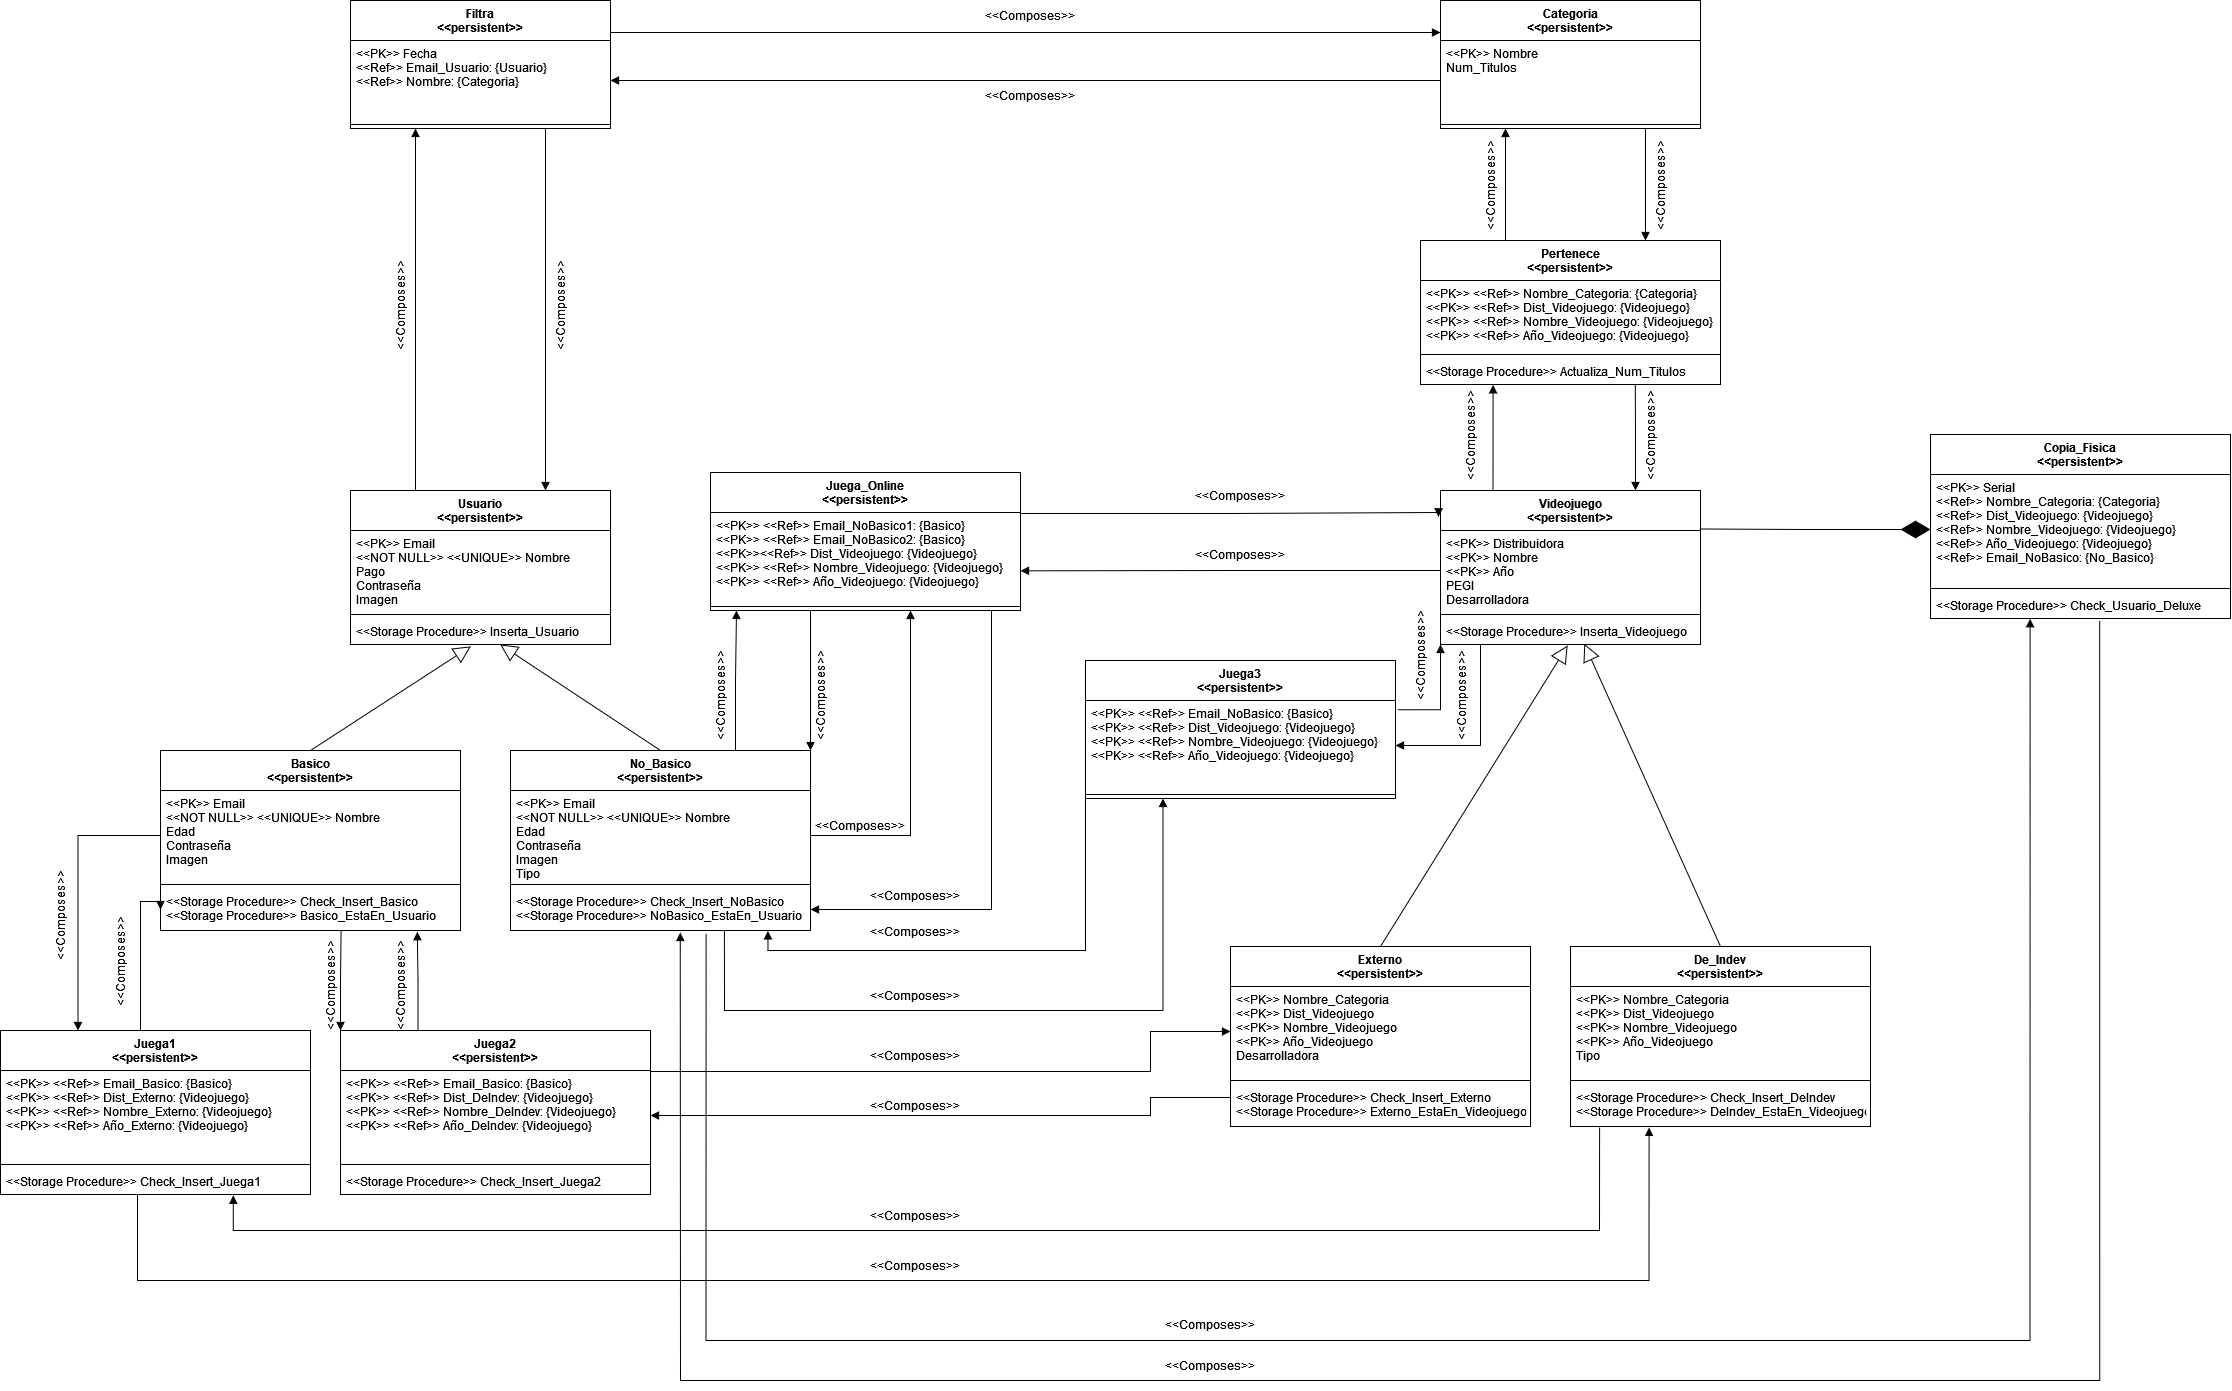 Filtra
<<persistent>>
<<PK>> Fecha
<<Ref>> Email_Usuario: {Usuario}
<<Ref>> Nombre: {Categoria}
<<Composes>>
<<Composes>>
Categoria
<<persistent>>
<<PK>> Nombre
Num_Titulos
<<Composes>>
<<Composes>>
<<Composes>>
<<Composes>>
Pertenece
<<persistent>>
<<PK>> <<Ref>> Nombre_Categoria: {Categoria}
<<PK>> <<Ref>> Dist_Videojuego: {Videojuego}
<<PK>> <<Ref>> Nombre_Videojuego: {Videojuego}
<<PK>> <<Ref>> Año_Videojuego: {Videojuego}
<<Storage Procedure>> Actualiza_Num_Titulos
<<Composes>>
<<Composes>>
Usuario
<<persistent>>
<<PK>> Email
<<NOT NULL>> <<UNIQUE>> Nombre
Pago
Contraseña
Imagen
<<Storage Procedure>> Inserta_Usuario
Juega_Online
<<persistent>>
<<PK>> <<Ref>> Email_NoBasico1: {Basico}
<<PK>> <<Ref>> Email_NoBasico2: {Basico}
<<PK>><<Ref>> Dist_Videojuego: {Videojuego}
<<PK>> <<Ref>> Nombre_Videojuego: {Videojuego}
<<PK>> <<Ref>> Año_Videojuego: {Videojuego}
<<Composes>>
<<Composes>>
Videojuego
<<persistent>>
<<PK>> Distribuidora
<<PK>> Nombre
<<PK>> Año
PEGI
Desarrolladora
<<Storage Procedure>> Inserta_Videojuego
Copia_Fisica
<<persistent>>
<<PK>> Serial
<<Ref>> Nombre_Categoria: {Categoria}
<<Ref>> Dist_Videojuego: {Videojuego}
<<Ref>> Nombre_Videojuego: {Videojuego}
<<Ref>> Año_Videojuego: {Videojuego}
<<Ref>> Email_NoBasico: {No_Basico}
<<Storage Procedure>> Check_Usuario_Deluxe
<<Composes>>
<<Composes>>
<<Composes>>
<<Composes>>
Juega3
<<persistent>>
<<PK>> <<Ref>> Email_NoBasico: {Basico}
<<PK>> <<Ref>> Dist_Videojuego: {Videojuego}
<<PK>> <<Ref>> Nombre_Videojuego: {Videojuego}
<<PK>> <<Ref>> Año_Videojuego: {Videojuego}
Basico
<<persistent>>
<<PK>> Email
<<NOT NULL>> <<UNIQUE>> Nombre
Edad
Contraseña
Imagen
<<Storage Procedure>> Check_Insert_Basico
<<Storage Procedure>> Basico_EstaEn_Usuario
No_Basico
<<persistent>>
<<PK>> Email
<<NOT NULL>> <<UNIQUE>> Nombre
Edad
Contraseña
Imagen
Tipo
<<Storage Procedure>> Check_Insert_NoBasico
<<Storage Procedure>> NoBasico_EstaEn_Usuario
<<Composes>>
<<Composes>>
<<Composes>>
<<Composes>>
<<Composes>>
<<Composes>>
<<Composes>>
<<Composes>>
Externo
<<persistent>>
<<PK>> Nombre_Categoria
<<PK>> Dist_Videojuego
<<PK>> Nombre_Videojuego
<<PK>> Año_Videojuego
Desarrolladora
<<Storage Procedure>> Check_Insert_Externo
<<Storage Procedure>> Externo_EstaEn_Videojuego
De_Indev
<<persistent>>
<<PK>> Nombre_Categoria
<<PK>> Dist_Videojuego
<<PK>> Nombre_Videojuego
<<PK>> Año_Videojuego
Tipo
<<Storage Procedure>> Check_Insert_DeIndev
<<Storage Procedure>> DeIndev_EstaEn_Videojueg
Juega1
<<persistent>>
<<PK>> <<Ref>> Email_Basico: {Basico}
<<PK>> <<Ref>> Dist_Externo: {Videojuego}
<<PK>> <<Ref>> Nombre_Externo: {Videojuego}
<<PK>> <<Ref>> Año_Externo: {Videojuego}
<<Storage Procedure>> Check_Insert_Juega1
Juega2
<<persistent>>
<<PK>> <<Ref>> Email_Basico: {Basico}
<<PK>> <<Ref>> Dist_DeIndev: {Videojuego}
<<PK>> <<Ref>> Nombre_DeIndev: {Videojuego}
<<PK>> <<Ref>> Año_DeIndev: {Videojuego}
<<Storage Procedure>> Check_Insert_Juega2
<<Composes>>
<<Composes>>
<<Composes>>
<<Composes>>
<<Composes>>
<<Composes>>